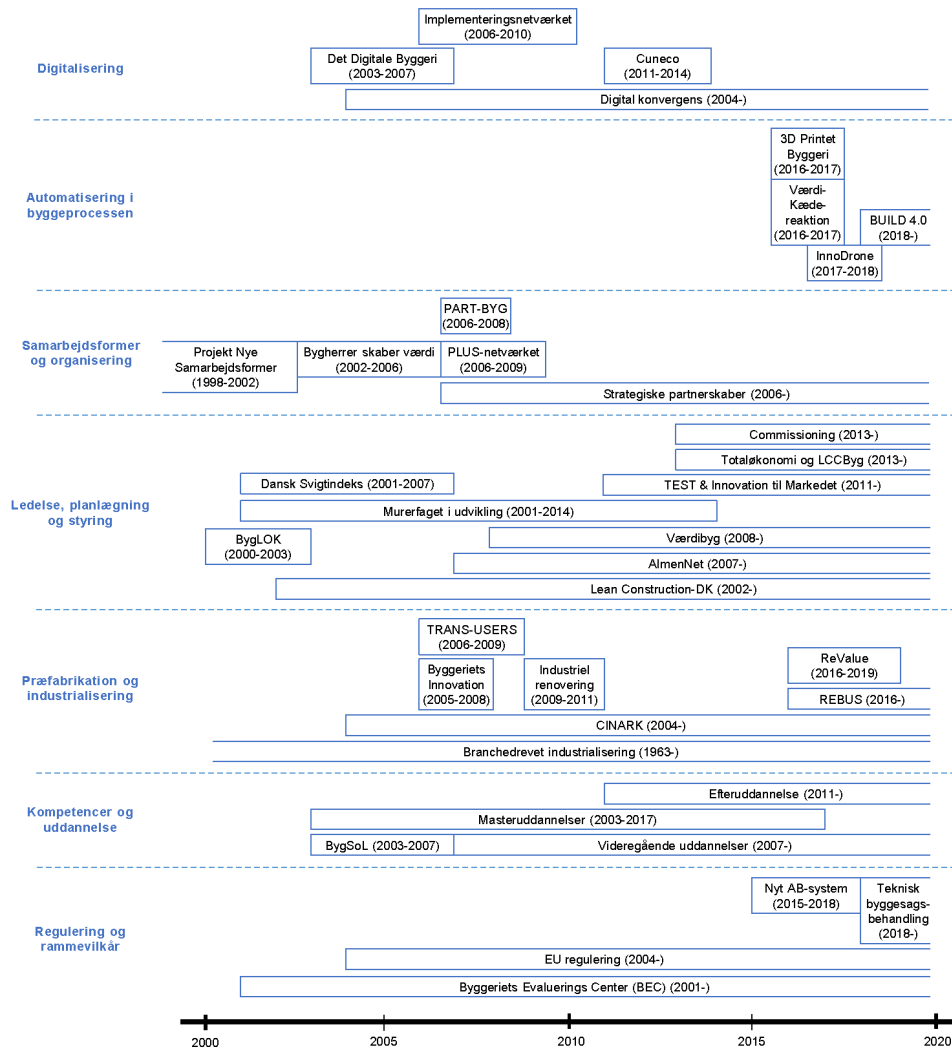 Implementeringsnetværket
(2006-2010)
Digitalisering
Det Digitale Byggeri
(2003-2007)
Cuneco
(2011-2014)
Digital konvergens (2004-)
Automatisering i
byggeprocessen
3D Printet
Byggeri
(2016-2017)
Værdi-
Kæde-
reaktion
(2016-2017)
BUILD 4.0
(2018-)
InnoDrone
(2017-2018)
Samarbejdsformer
og organisering
PART-BYG
(2006-2008)
Projekt Nye
Samarbejdsformer
(1998-2002)
Bygherrer skaber værdi
(2002-2006)
PLUS-netværket
(2006-2009)
Strategiske partnerskaber (2006-)
Ledelse, planlægning
og styring
Commissioning (2013-)
Totaløkonomi og LCCByg (2013-)
Dansk Svigtindeks (2001-2007)
TEST & Innovation til Markedet (2011-)
Murerfaget i udvikling (2001-2014)
BygLOK
(2000-2003)
Værdibyg (2008-)
AlmenNet (2007-)
Lean Construction-DK (2002-)
Præfabrikation og
industrialisering
TRANS-USERS
(2006-2009)
Byggeriets
Innovation
(2005-2008)
Industriel
renovering
(2009-2011)
ReValue
(2016-2019)
REBUS (2016-)
CINARK (2004-)
Branchedrevet industrialisering (1963-)
Kompetencer og
uddannelse
Efteruddannelse (2011-)
Masteruddannelser (2003-2017)
BygSoL (2003-2007)
Videregående uddannelser (2007-)
Regulering og
rammevilkår
Nyt AB-system
(2015-2018)
Teknisk
byggesags-
behandling
(2018-)
EU regulering (2004-)
Byggeriets Evaluerings Center (BEC) (2001-)
2000
2005
2010
2015
2020